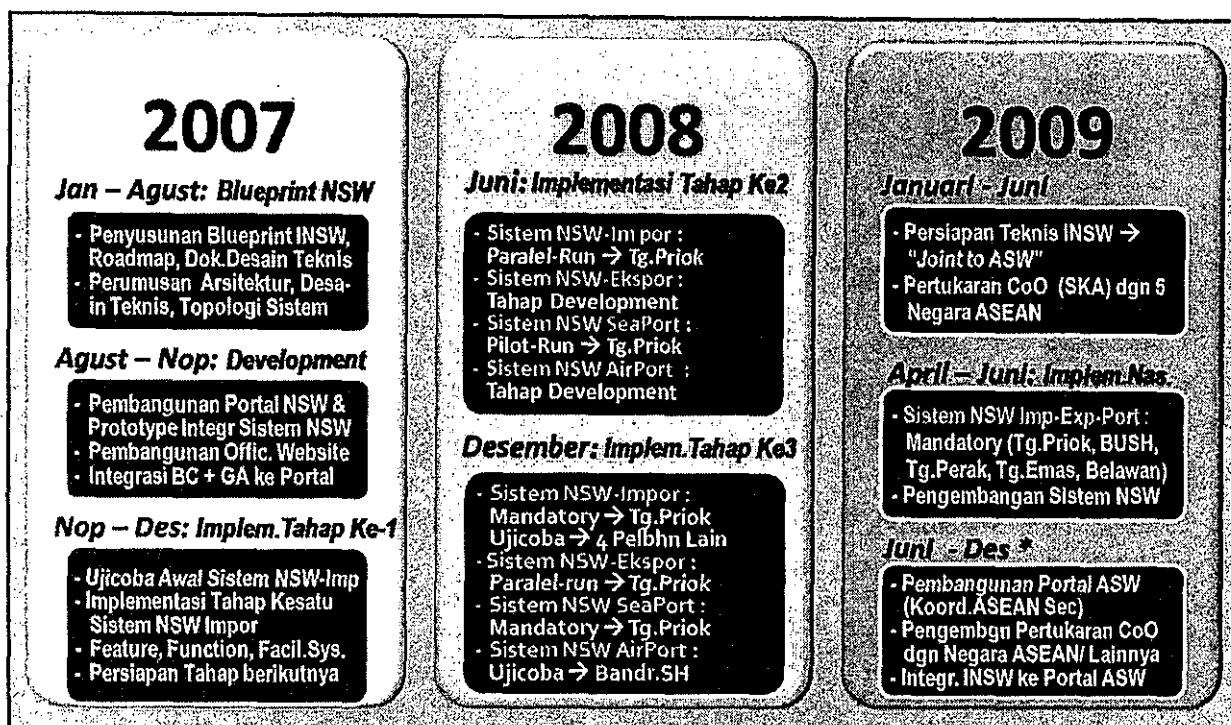 2007
Jan – Agust: Blueprint NSW
- Penyusunan Blueprint INSW,
Roadmap, Dok.Desain Teknis
- Perumusan Arsitektur, Desa-
in Teknis, Topologi Sistem
Agust – Nop: Development
- Pembangunan Portal NSW &
Prototype Integr Sistem NSW
- Pembangunan Offic. Website
- Integrasi BC + GA ke Portal
Nop – Des: Implem.Tahap Ke-1
- Ujicoba Awal Sistem NSW-Imp
- Implementasi Tahap Kesatu
Sistem NSW Impor
- Feature, Function, Facil.Sys.
- Persiapan Tahap berikutnya
2008
Juni: Implementasi Tahap Ke2
- Sistem NSW-Impor :
Paralel-Run → Tg.Priok
- Sistem NSW-Ekspor :
Tahap Development
- Sistem NSW SeaPort :
Pilot-Run → Tg.Priok
- Sistem NSW AirPort :
Tahap Development
Desember: Implem.Tahap Ke3
- Sistem NSW-Impor :
Mandatory → Tg.Priok
Ujicoba → 4 Pelbhn Lain
- Sistem NSW-Ekspor :
Paralel-run → Tg.Priok
- Sistem NSW SeaPort :
Mandatory → Tg.Priok
- Sistem NSW AirPort :
Ujicoba → Bandr.SH
2009
Januari - Juni
- Persiapan Teknis INSW →
"Joint to ASW"
- Pertukaran CoO (SKA) dgn 5
Negara ASEAN
April – Juni: Implem.Nas.
- Sistem NSW Imp-Exp-Port :
Mandatory (Tg.Priok, BUSH,
Tg.Perak, Tg.Emas, Belawan)
- Pengembangan Sistem NSW
Juni - Des *
- Pembangunan Portal ASW
(Koord.ASEAN Sec)
- Pengembgn Pertukaran CoO
dgn Negara ASEAN/ Lainnya
- Integr. INSW ke Portal ASW